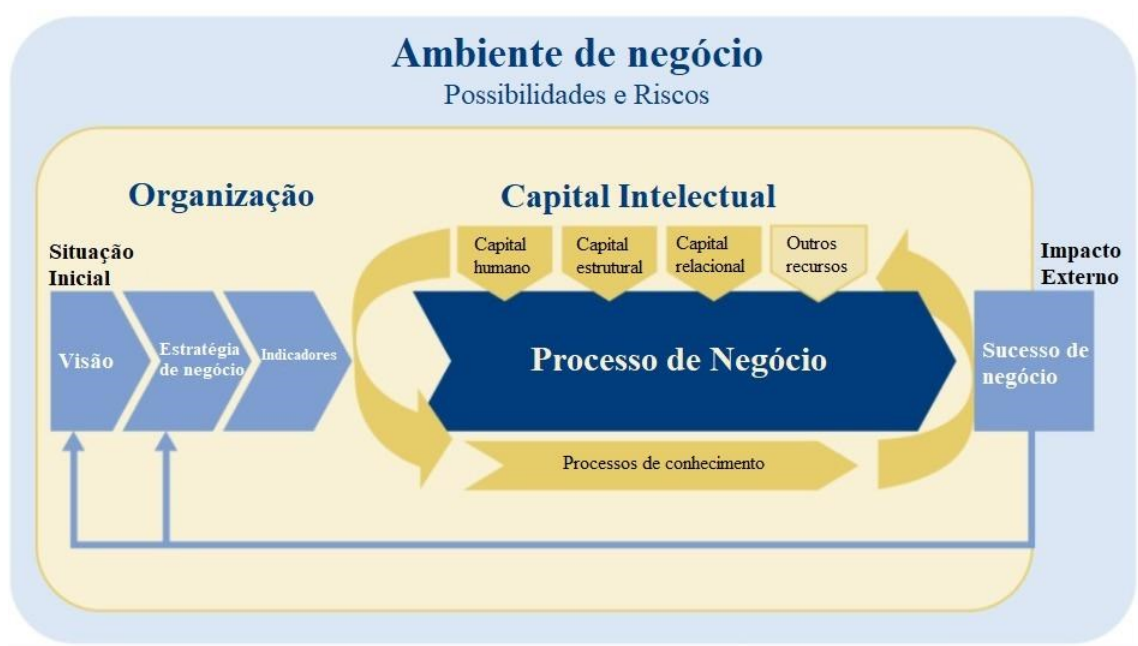 Ambiente de negócio
Possibilidades e Riscos
Organização
Capital Intelectual
Situação
Inicial
Capital
humano
Capital
estrutural
Capital
relacional
Outros
recursos
Impacto
Externo
Visão
Estratégia
de negócio
Indicadores
Processo de Negócio
Sucesso de
negócio
Processos de conhecimento